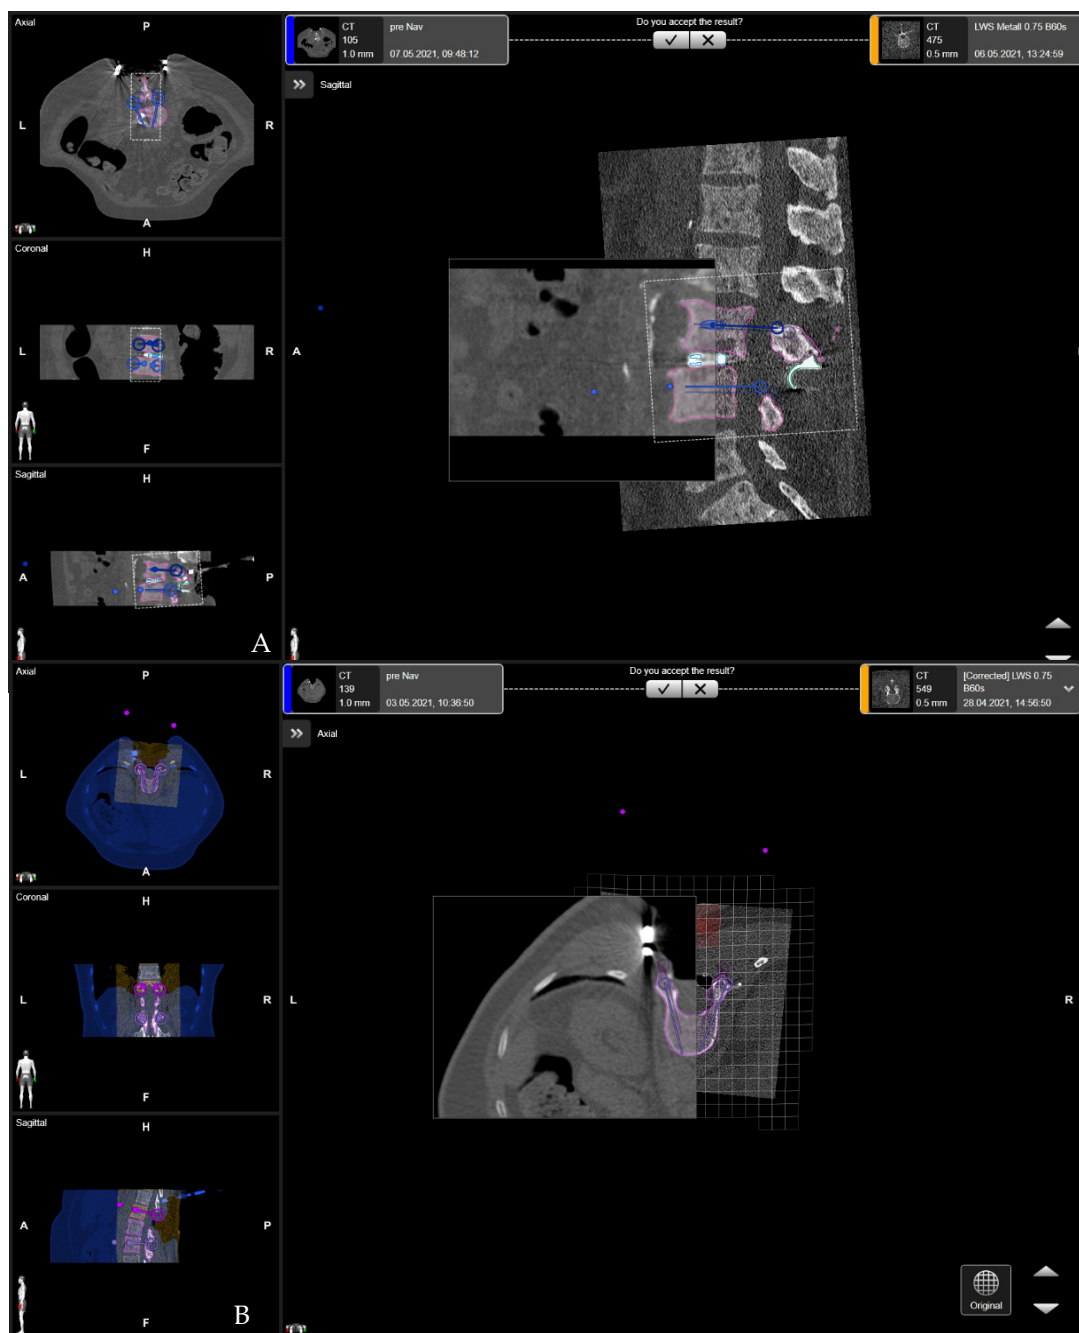 Axial
P
L
R
A
Coronal
H
L
R
F
Sagittal
H
A
P
A
CT
105
1.0 mm
pre Nav
07.05.2021, 09:48:12
Do you accept the result?
CT
475
0.5 mm
LWS Metall 0.75 B60s
06.05.2021, 13:24:59
Sagittal
A
Axial
P
L
R
A
Coronal
H
L
R
F
Sagittal
H
A
P
F
B
CT
139
1.0 mm
pre Nav
03.05.2021, 10:36:50
Do you accept the result?
CT
549
0.5 mm
[Corrected] LWS 0.75
B60s
28.04.2021, 14:56:50
Axial
L
R
Original